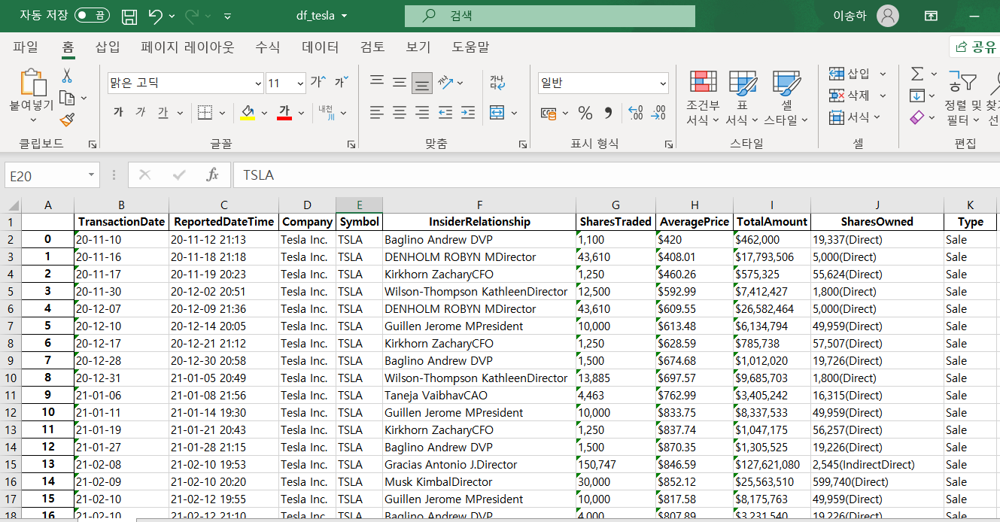 자동 저장 끔 df_tesla 검색 이송하
파일 홈 삽입 페이지 레이아웃 수식 데이터 검토 보기 도움말 공유
붙여넣기 맑은 고딕 11 가 가 가나다 일반 조건부 서식 표 서식 셀 스타일 삽입 삭제 서식 정렬 및 필터
가 가 가 가 내천 % .00
클립보드 글꼴 맞춤 표시 형식 스타일 셀 편집
E20 fx TSLA
A B C D E F G H I J K
1 TransactionDate ReportedDateTime Company Symbol InsiderRelationship SharesTraded AveragePrice TotalAmount SharesOwned Type
2 0 20-11-10 20-11-12 21:13 Tesla Inc. TSLA Baglino Andrew DVP 1,100 $420 $462,000 19,337(Direct) Sale
3 1 20-11-16 20-11-18 21:18 Tesla Inc. TSLA DENHOLM ROBYN MDirector 43,610 $408.01 $17,793,506 5,000(Direct) Sale
4 2 20-11-17 20-11-19 20:23 Tesla Inc. TSLA Kirkhorn ZacharyCFO 1,250 $460.26 $575,325 55,624(Direct) Sale
5 3 20-11-30 20-12-02 20:51 Tesla Inc. TSLA Wilson-Thompson KathleenDirector 12,500 $592.99 $7,412,427 1,800(Direct) Sale
6 4 20-12-07 20-12-09 21:36 Tesla Inc. TSLA DENHOLM ROBYN MDirector 43,610 $609.55 $26,582,464 5,000(Direct) Sale
7 5 20-12-10 20-12-14 20:05 Tesla Inc. TSLA Guillen Jerome MPresident 10,000 $613.48 $6,134,794 49,959(Direct) Sale
8 6 20-12-17 20-12-21 21:12 Tesla Inc. TSLA Kirkhorn ZacharyCFO 1,250 $628.59 $785,738 57,507(Direct) Sale
9 7 20-12-28 20-12-30 20:58 Tesla Inc. TSLA Baglino Andrew DVP 1,500 $674.68 $1,012,020 19,726(Direct) Sale
10 8 20-12-31 21-01-05 20:49 Tesla Inc. TSLA Wilson-Thompson KathleenDirector 13,885 $697.57 $9,685,703 1,800(Direct) Sale
11 9 21-01-06 21-01-08 21:56 Tesla Inc. TSLA Taneja VaibhavCAO 4,463 $762.99 $3,405,242 16,315(Direct) Sale
12 10 21-01-11 21-01-14 19:30 Tesla Inc. TSLA Guillen Jerome MPresident 10,000 $833.75 $8,337,533 49,959(Direct) Sale
13 11 21-01-19 21-01-21 20:43 Tesla Inc. TSLA Kirkhorn ZacharyCFO 1,250 $837.74 $1,047,175 56,257(Direct) Sale
14 12 21-01-27 21-01-28 21:15 Tesla Inc. TSLA Baglino Andrew DVP 1,500 $870.35 $1,305,525 19,226(Direct) Sale
15 13 21-02-08 21-02-10 19:53 Tesla Inc. TSLA Gracias Antonio J.Director 150,747 $846.59 $127,621,080 2,545(IndirectDirect) Sale
16 14 21-02-09 21-02-10 20:20 Tesla Inc. TSLA Musk KimbalDirector 30,000 $852.12 $25,563,510 599,740(Direct) Sale
17 15 21-02-10 21-02-12 19:55 Tesla Inc. TSLA Guillen Jerome MPresident 10,000 $817.58 $8,175,763 49,959(Direct) Sale
18 16 21-02-10 21-02-12 21:10 Tesla Inc. TSLA Baglino Andrew DVP 4,000 $807.89 $3,231,540 19,226(Direct) Sale